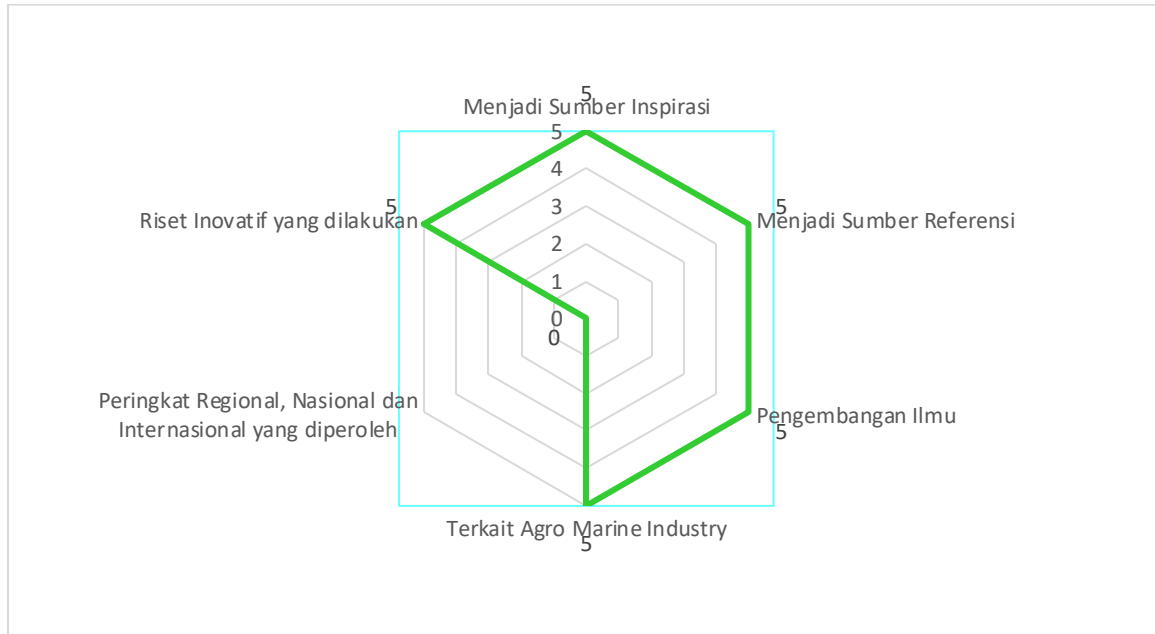 5
Menjadi Sumber Inspirasi
5
4
3
2
1
0
0
5
Menjadi Sumber Referensi
Pengembangan Ilmu
5
Terkait Agro Marine Industry
5
Peringkat Regional, Nasional dan
Internasional yang diperoleh
5
Riset Inovatif yang dilakukan